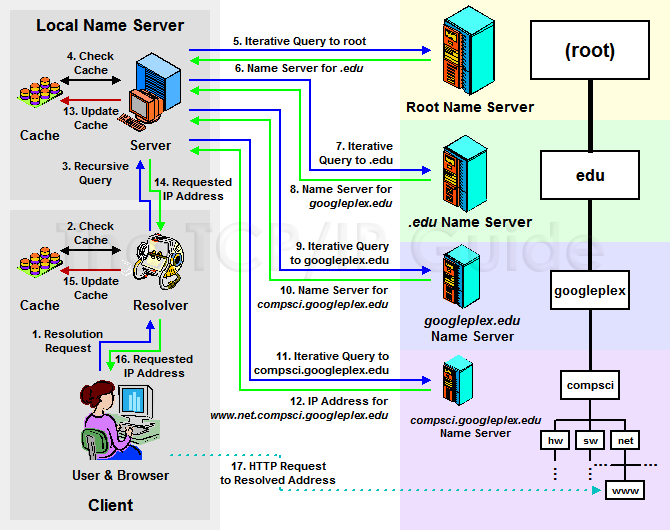 Local Name Server
4. Check
Cache
13. Update
Cache
Cache
Server
3. Recursive
Query
14. Requested
IP Address
2. Check
Cache
15. Update
Cache
Cache
Resolver
1. Resolution
Request
16. Requested
IP Address
User & Browser
Client
5. Iterative Query to root
6. Name Server for .edu
7. Iterative
Query to .edu
8. Name Server for
googleplex.edu
9. Iterative Query
to googleplex.edu
10. Name Server for
compsci.googleplex.edu
11. Iterative Query to
compsci.googleplex.edu
12. IP Address for
www.net.compsci.googleplex.edu
17. HTTP Request
to Resolved Address
Root Name Server
.edu Name Server
googleplex.edu
Name Server
compsci.googleplex.edu
Name Server
(root)
edu
googleplex
compsci
hw
sw
net
www
The TCP/IP Guide